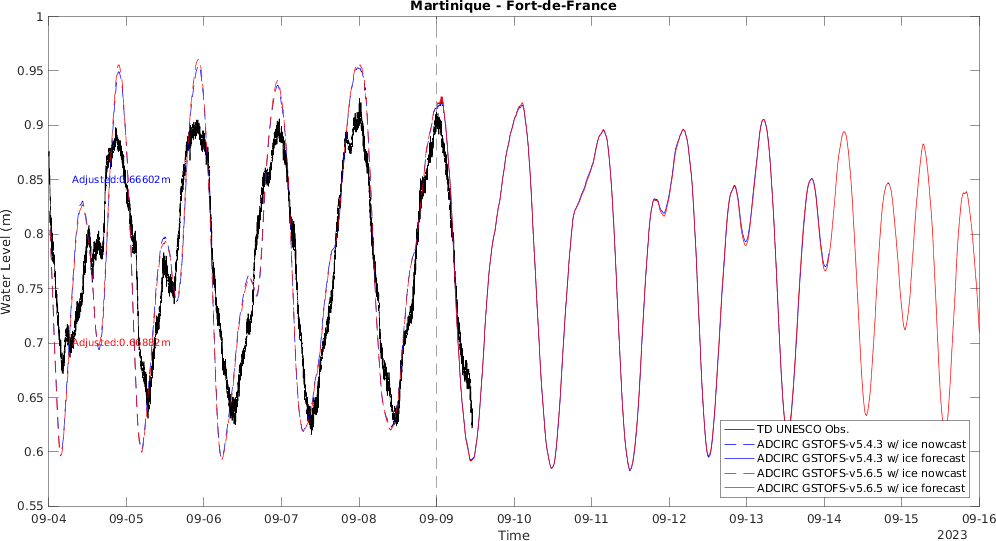 Martinique - Fort-de-France
Water Level (m)
1
0.95
0.9
0.85
0.8
0.75
0.7
0.65
0.6
0.55
Adjusted:0.66602m
Adjusted:0.66882m
TD UNESCO Obs.
ADCIRC GSTOFS-v5.4.3 w/ ice nowcast
ADCIRC GSTOFS-v5.4.3 w/ ice forecast
ADCIRC GSTOFS-v5.6.5 w/ ice nowcast
ADCIRC GSTOFS-v5.6.5 w/ ice forecast
09-04 09-05 09-06 09-07 09-08 09-09 09-10 09-11 09-12 09-13 09-14 09-15 09-16
Time
2023